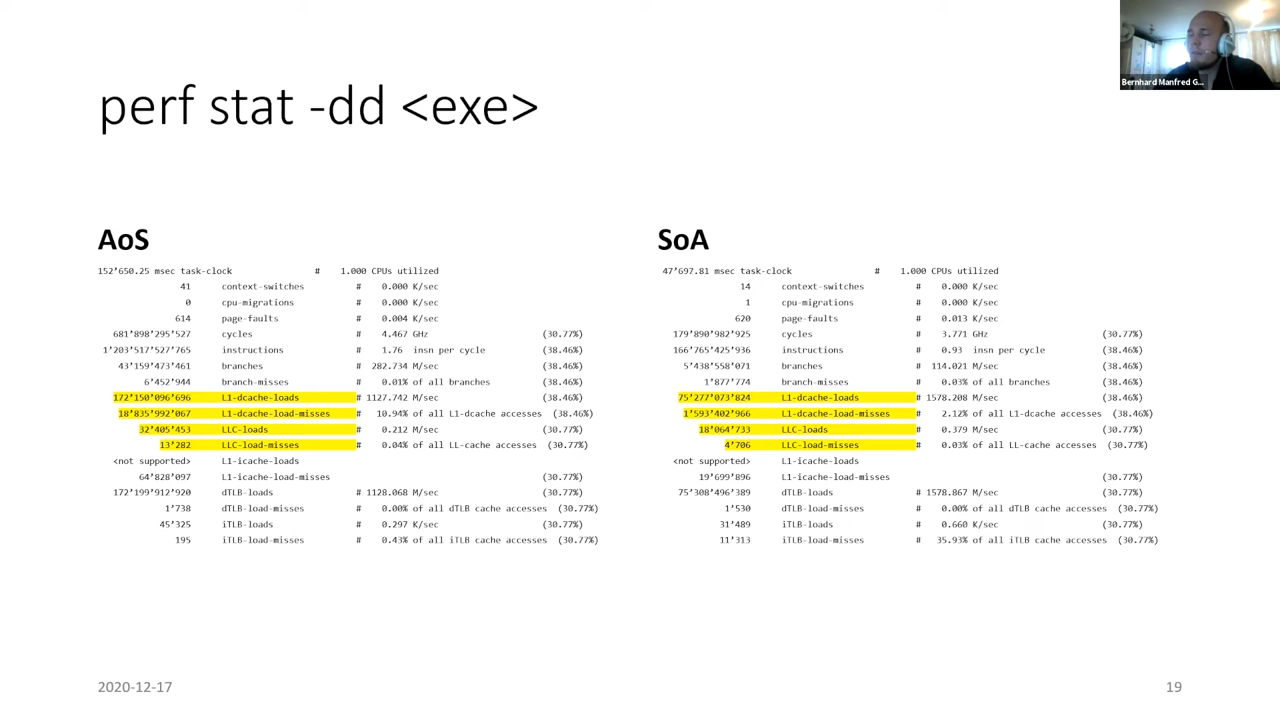 Bernhard Manfred G...
perf stat -dd <exe>
AoS
152’650.25 msec task-clock # 1.000 CPUs utilized
41 context-switches # 0.000 K/sec
0 cpu-migrations # 0.000 K/sec
614 page-faults # 0.004 K/sec
681’898’295’527 cycles # 4.467 GHz (30.77%)
1’203’517’527’765 instructions # 1.76 insn per cycle (38.46%)
43’159’473’461 branches # 282.734 M/sec (38.46%)
6’452’944 branch-misses # 0.01% of all branches (38.46%)
172’150’096’696 L1-dcache-loads # 1127.742 M/sec (38.46%)
18’835’992’067 L1-dcache-load-misses # 10.94% of all L1-dcache accesses (38.46%)
32’405’453 LLC-loads # 0.212 M/sec (30.77%)
13’282 LLC-load-misses # 0.04% of all LL-cache accesses (30.77%)
<not supported> L1-icache-loads
64’828’097 L1-icache-load-misses (30.77%)
172’199’912’920 dTLB-loads # 1128.068 M/sec (30.77%)
1’738 dTLB-load-misses # 0.00% of all dTLB cache accesses (30.77%)
45’325 iTLB-loads # 0.297 K/sec (30.77%)
195 iTLB-load-misses # 0.43% of all iTLB cache accesses (30.77%)
SoA
47’697.81 msec task-clock # 1.000 CPUs utilized
14 context-switches # 0.000 K/sec
1 cpu-migrations # 0.000 K/sec
620 page-faults # 0.013 K/sec
179’890’982’925 cycles # 3.771 GHz (30.77%)
166’765’425’936 instructions # 0.93 insn per cycle (38.46%)
5’438’558’071 branches # 114.021 M/sec (38.46%)
1’877’774 branch-misses # 0.03% of all branches (38.46%)
75’277’073’824 L1-dcache-loads # 1578.208 M/sec (38.46%)
1’593’402’966 L1-dcache-load-misses # 2.12% of all L1-dcache accesses (38.46%)
18’064’733 LLC-loads # 0.379 M/sec (30.77%)
4’706 LLC-load-misses # 0.03% of all LL-cache accesses (30.77%)
<not supported> L1-icache-loads
19’699’896 L1-icache-load-misses (30.77%)
75’308’496’389 dTLB-loads # 1578.867 M/sec (30.77%)
1’530 dTLB-load-misses # 0.00% of all dTLB cache accesses (30.77%)
31’489 iTLB-loads # 0.660 K/sec (30.77%)
11’313 iTLB-load-misses # 35.93% of all iTLB cache accesses (30.77%)
2020-12-17
19